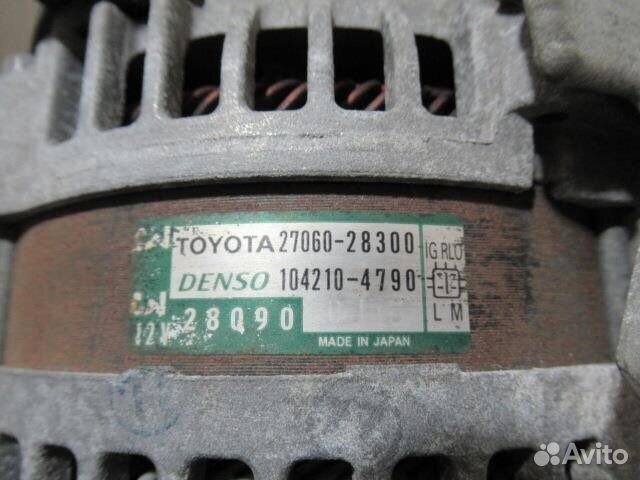 TOYOTA 27060-28300 IG RLO
DENSO 104210-4790
12V 28Q90 L M
MADE IN JAPAN
Avito